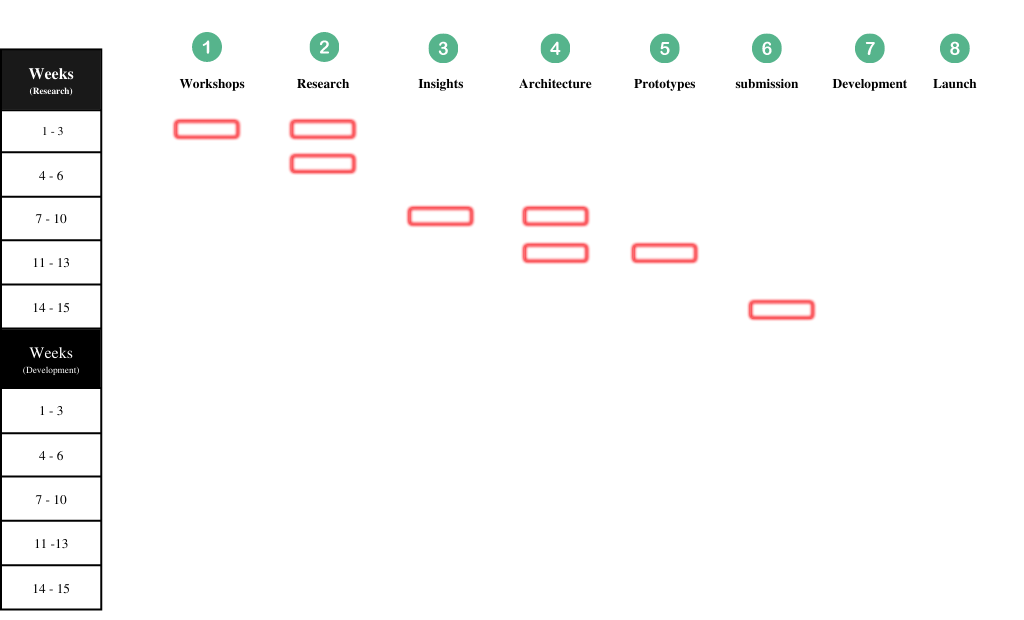 1 2 3 4 5 6 7 8
Workshops Research Insights Architecture Prototypes submission Development Launch
Weeks
(Research)
1 - 3
4 - 6
7 - 10
11 - 13
14 - 15
Weeks
(Development)
1 - 3
4 - 6
7 - 10
11 -13
14 - 15